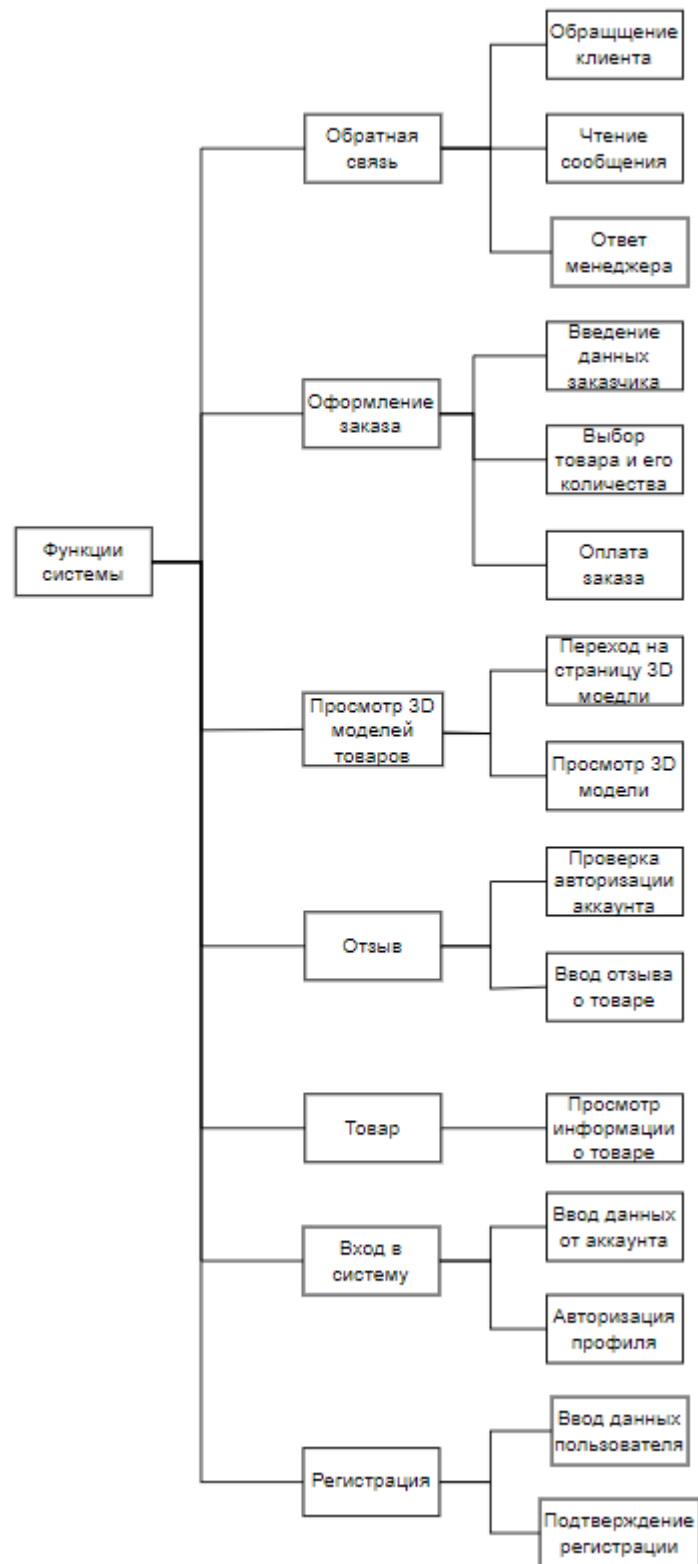 Обращщение
клиента
Обратная
связь
Чтение
сообщения
Ответ
менеджера
Введение
данных
заказчика
Оформление
заказа
Выбор
товара и его
количества
Оплата
заказа
Функции
системы
Переход на
страницу 3D
моедли
Просмотр 3D
моделей
товаров
Просмотр 3D
модели
Проверка
авторизации
аккаунта
Отзыв
Ввод отзыва
о товаре
Товар
Просмотр
информации
о товаре
Ввод данных
от аккаунта
Вход в
систему
Авторизация
профиля
Ввод данных
пользователя
Регистрация
Подтверждение
регистрации